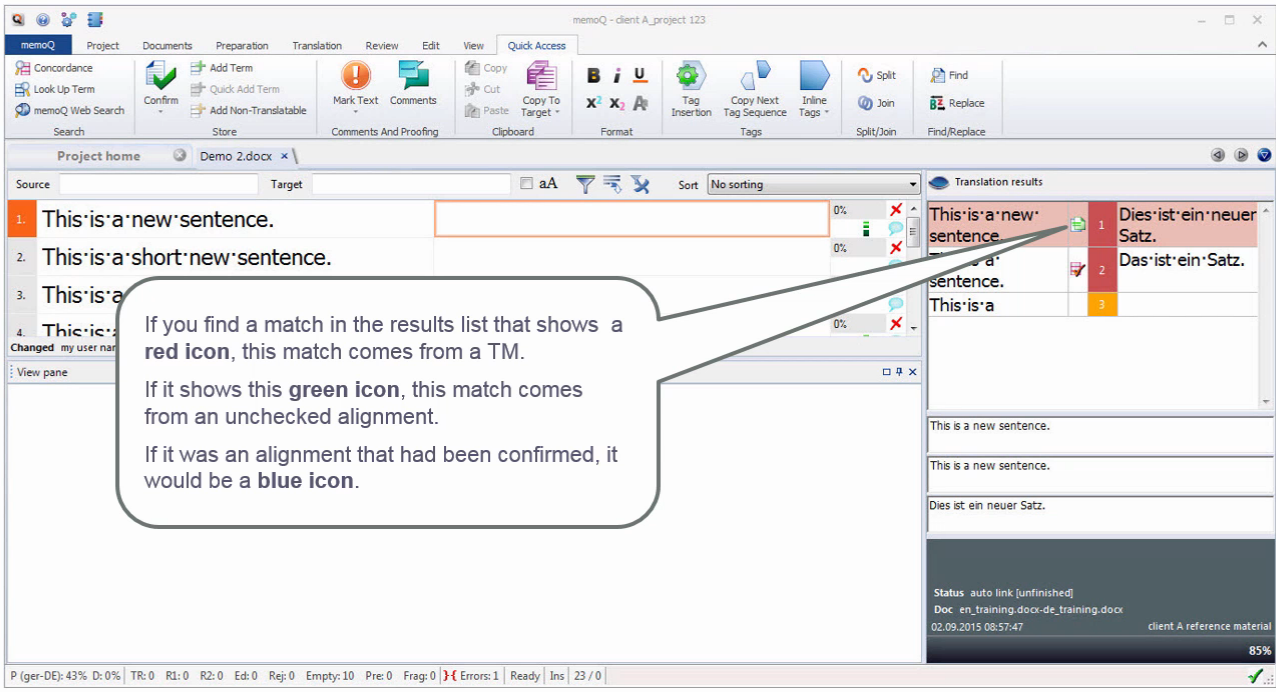 memoQ - client A_project 123
memoQ Project Documents Preparation Translation Review Edit View Quick Access
Concordance
Look Up Term
memoQ Web Search
Search
Confirm
Add Term
Quick Add Term
Add Non-Translatable
Store
Mark Text Comments
Comments And Proofing
Copy
Cut
Paste
Copy To
Target
Clipboard
B i U
x² x₂ A
Format
Tag
Insertion
Copy Next
Tag Sequence
Inline
Tags
Tags
Split
Join
Split/Join
Find
Replace
Find/Replace
Project home Demo 2.docx
Source Target aA Sort No sorting
1. This·is·a·new·sentence. 0%
2. This·is·a·short·new·sentence. 0%
3. This·is·a
4. This·is· 0%
Changed my user
View pane
If you find a match in the results list that shows a
red icon, this match comes from a TM.
If it shows this green icon, this match comes
from an unchecked alignment.
If it was an alignment that had been confirmed, it
would be a blue icon.
Translation results
This·is·a·new· 1 Dies·ist·ein·neuer
sentence. Satz.
This·is·a· 2 Das·ist·ein·Satz.
sentence.
This·is·a 3
This is a new sentence.
This is a new sentence.
Dies ist ein neuer Satz.
Status auto link [unfinished]
Doc en_training.docx-de_training.docx
02.09.2015 08:57:47 client A reference material
85%
P (ger-DE): 43% D: 0% TR: 0 R1: 0 R2: 0 Ed: 0 Rej: 0 Empty: 10 Pre: 0 Frag: 0 Errors: 1 Ready Ins 23 / 0